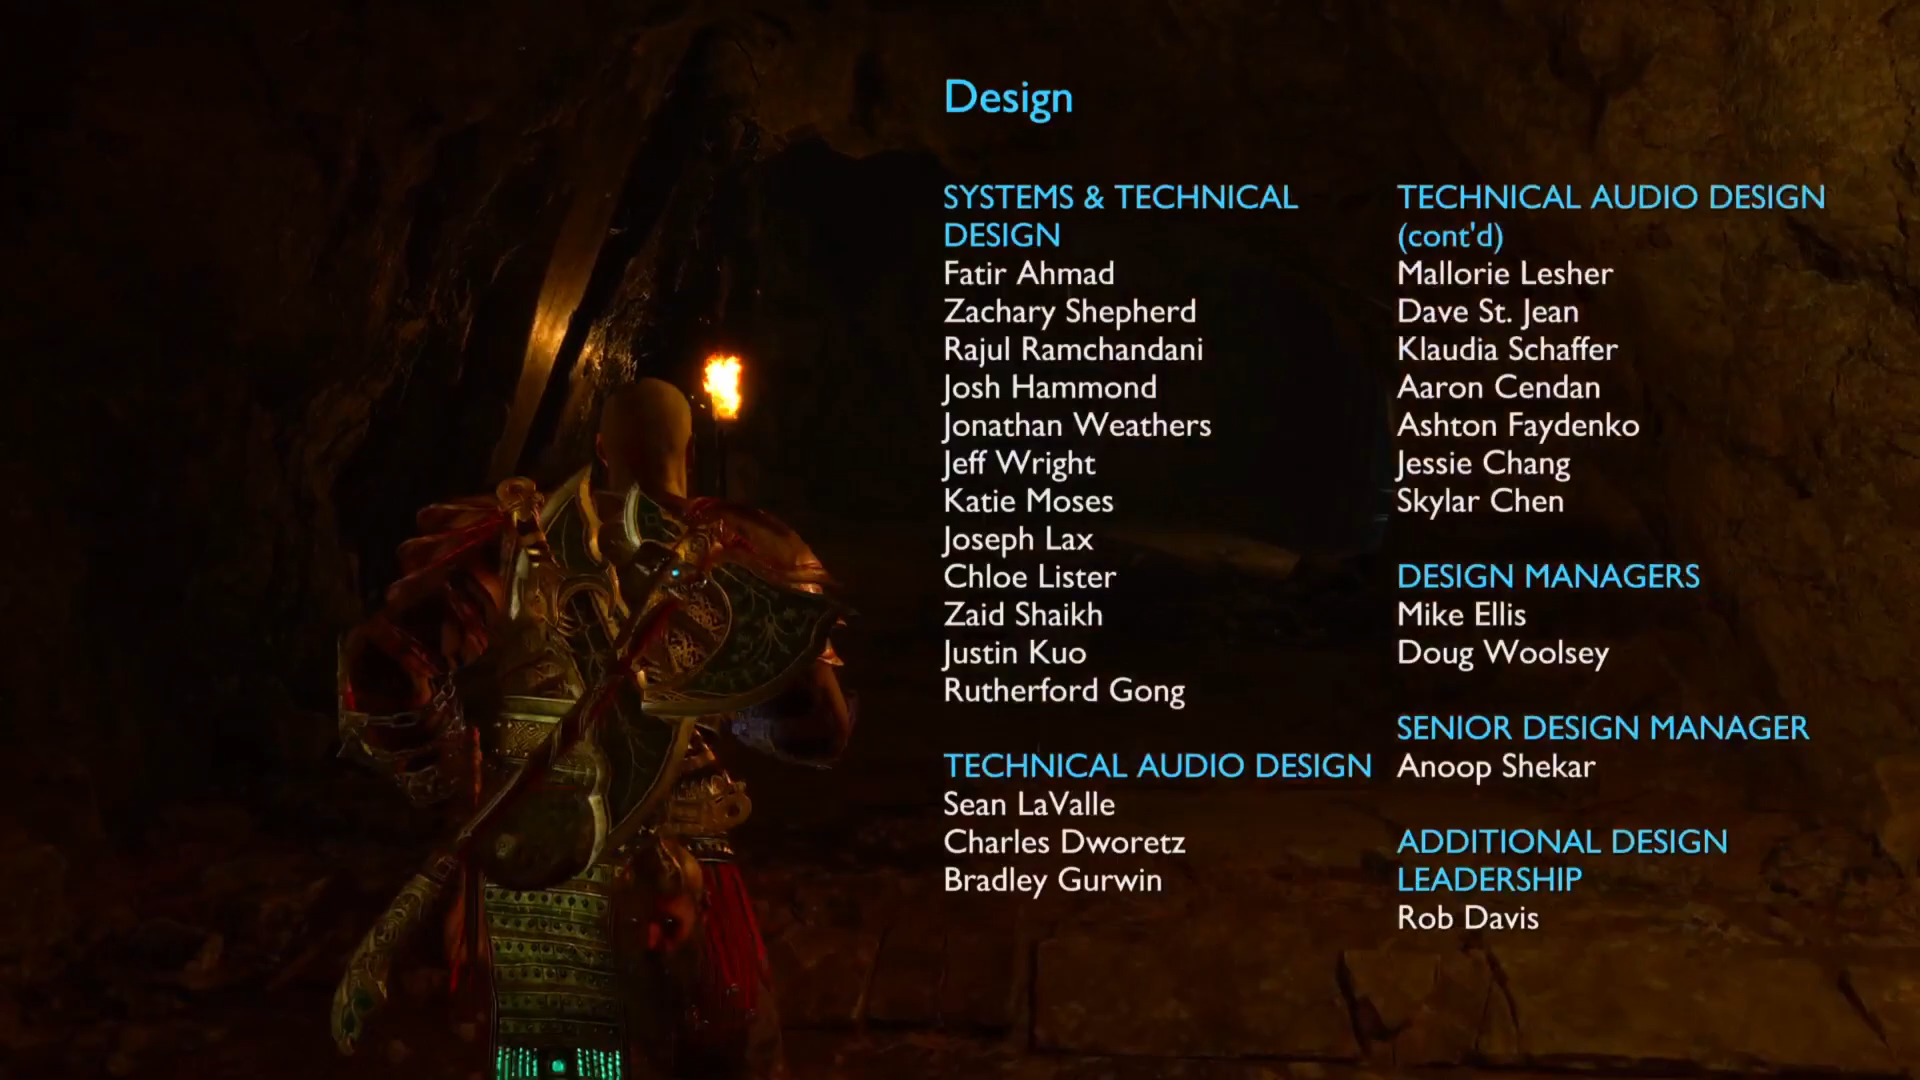 Design
SYSTEMS & TECHNICAL
DESIGN
Fatir Ahmad
Zachary Shepherd
Rajul Ramchandani
Josh Hammond
Jonathan Weathers
Jeff Wright
Katie Moses
Joseph Lax
Chloe Lister
Zaid Shaikh
Justin Kuo
Rutherford Gong
TECHNICAL AUDIO DESIGN
Sean LaValle
Charles Dworetz
Bradley Gurwin
TECHNICAL AUDIO DESIGN
(cont'd)
Mallorie Lesher
Dave St. Jean
Klaudia Schaffer
Aaron Cendan
Ashton Faydenko
Jessie Chang
Skylar Chen
DESIGN MANAGERS
Mike Ellis
Doug Woolsey
SENIOR DESIGN MANAGER
Anoop Shekar
ADDITIONAL DESIGN
LEADERSHIP
Rob Davis